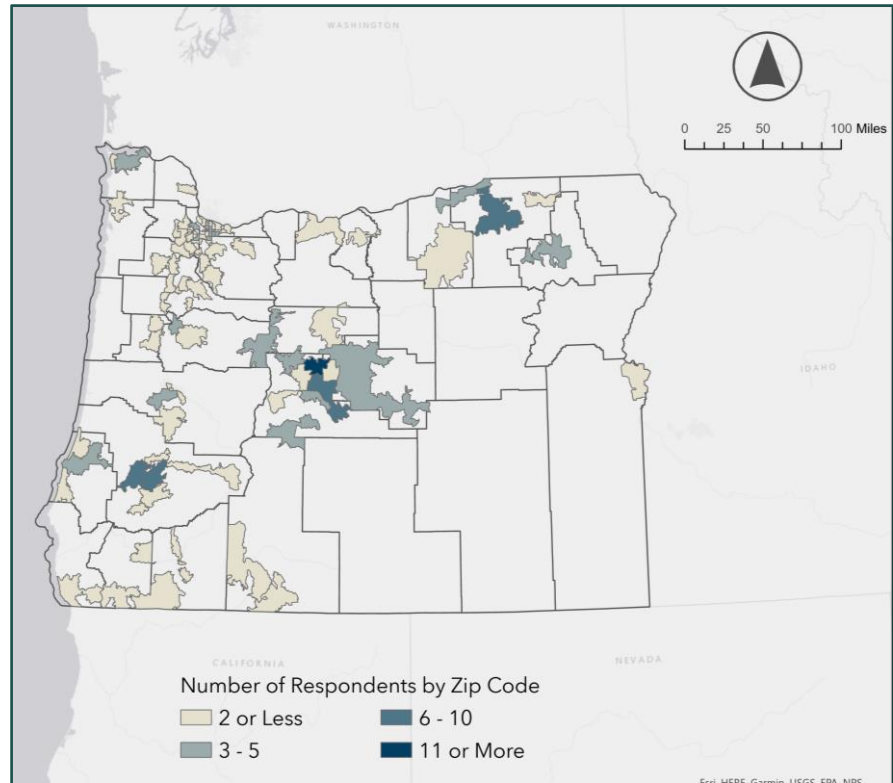 WASHINGTON
0 25 50 100 Miles
IDAHO
CALIFORNIA
NEVADA
Number of Respondents by Zip Code
2 or Less
6 - 10
3 - 5
11 or More
Esri, HERE, Garmin, USGS, EPA, NPS